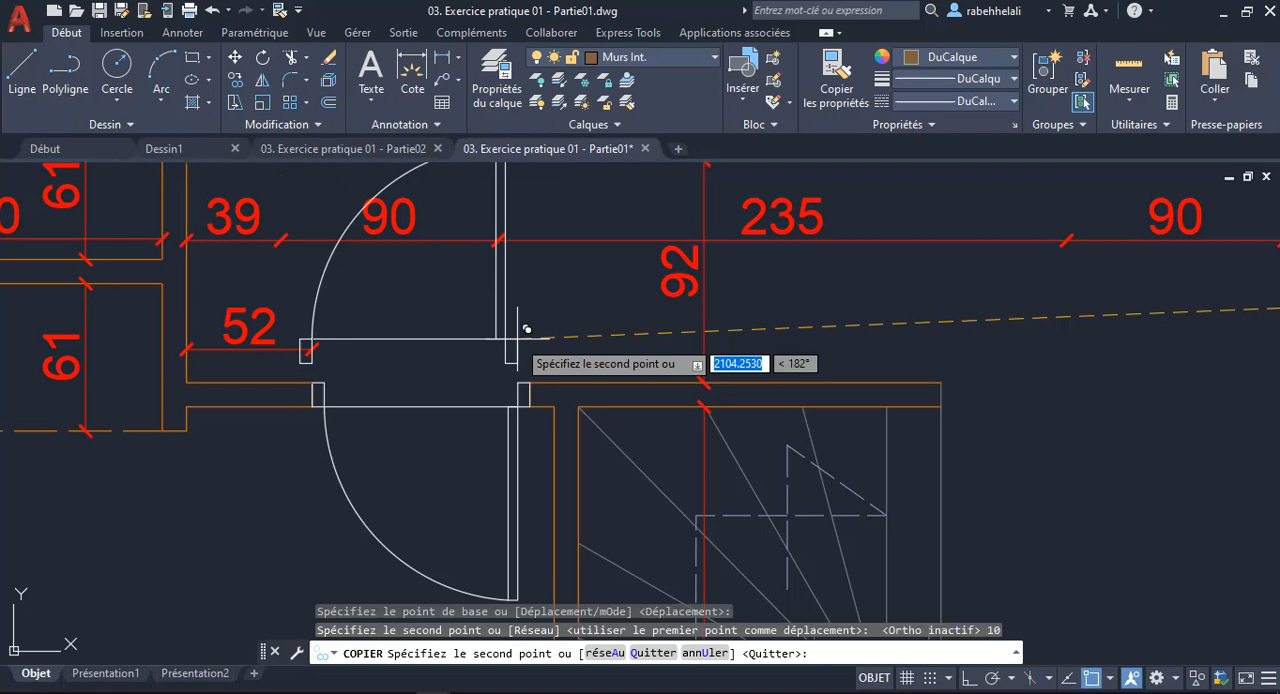 03. Exercice pratique 01 - Partie01.dwg
Entrez mot-clé ou expression
rabehhelali
Début Insertion Annoter Paramétrique Vue Gérer Sortie Compléments Collaborer Express Tools Applications associées
Ligne Polyligne Cercle Arc
Texte Cote
Propriétés du calque
Murs Int.
Insérer
Copier les propriétés
DuCalque
DuCalqu
DuCal...
Grouper
Mesurer
Coller
Dessin Modification Annotation Calques Bloc Propriétés Groupes Utilitaires Presse-papiers
Début Dessin1 03. Exercice pratique 01 - Partie02 03. Exercice pratique 01 - Partie01*
61
0 39 90 235 90
92
52
61
Spécifiez le second point ou 2104.2530 < 182°
Spécifiez le point de base ou [Déplacement/mOde] <Déplacement>:
Spécifiez le second point ou [Réseau] <utiliser le premier point comme déplacement>: <Ortho inactif> 10
COPIER Spécifiez le second point ou [réseAu Quitter annUler] <Quitter>:
Y
X
Objet Présentation1 Présentation2 +
OBJET